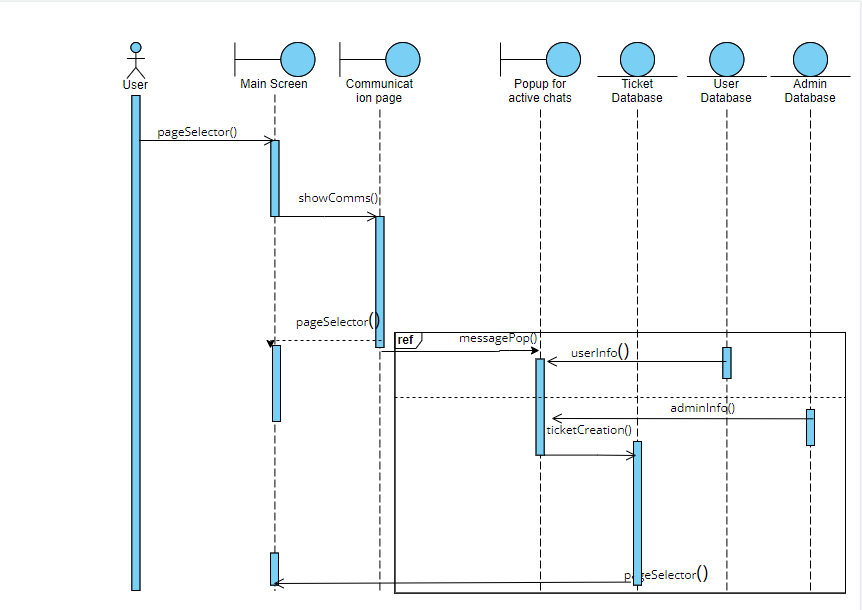 User
Main Screen
Communicat
ion page
Popup for
active chats
Ticket
Database
User
Database
Admin
Database
pageSelector()
showComms()
pageSelector()
ref
messagePop()
userInfo()
adminInfo()
ticketCreation()
pageSelector()